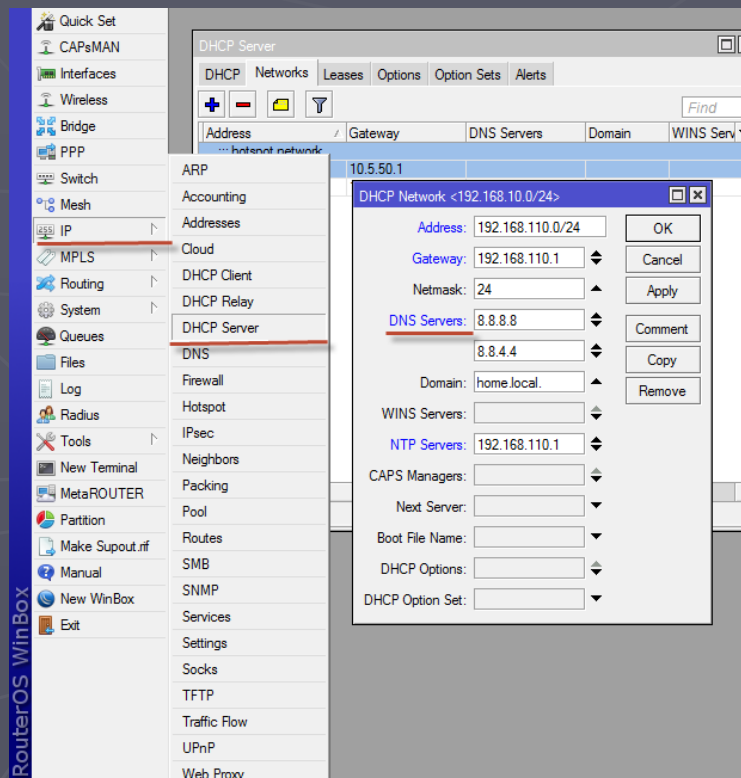 Quick Set
CAPsMAN
Interfaces
Wireless
Bridge
PPP
Switch
Mesh
255 IP
MPLS
Routing
System
Queues
Files
Log
Radius
Tools
New Terminal
MetaROUTER
Partition
Make Supout.rif
Manual
New WinBox
Exit
RouterOS WinBox
ARP
Accounting
Addresses
Cloud
DHCP Client
DHCP Relay
DHCP Server
DNS
Firewall
Hotspot
IPsec
Neighbors
Packing
Pool
Routes
SMB
SNMP
Services
Settings
Socks
TFTP
Traffic Flow
UPnP
Web Proxy
DHCP Server
DHCP Networks Leases Options Option Sets Alerts
Find
Address Gateway DNS Servers Domain WINS Serv
::: hotspot network
10.5.50.1
DHCP Network <192.168.10.0/24>
Address: 192.168.110.0/24 OK
Gateway: 192.168.110.1 Cancel
Netmask: 24 Apply
DNS Servers: 8.8.8.8 Comment
8.8.4.4 Copy
Domain: home.local. Remove
WINS Servers:
NTP Servers: 192.168.110.1
CAPS Managers:
Next Server:
Boot File Name:
DHCP Options:
DHCP Option Set: